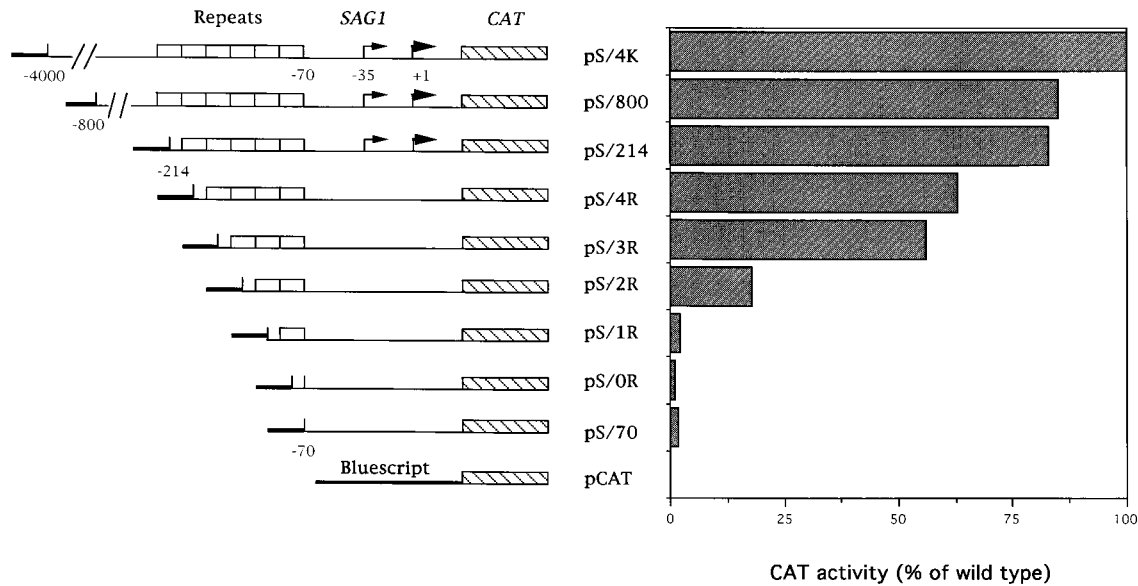 Repeats SAG1 CAT
-4000 -70 -35 +1 pS/4K
-800 pS/800
-214 pS/214
pS/4R
pS/3R
pS/2R
pS/1R
pS/0R
-70 pS/70
Bluescript pCAT
0 25 50 75 100
CAT activity (% of wild type)